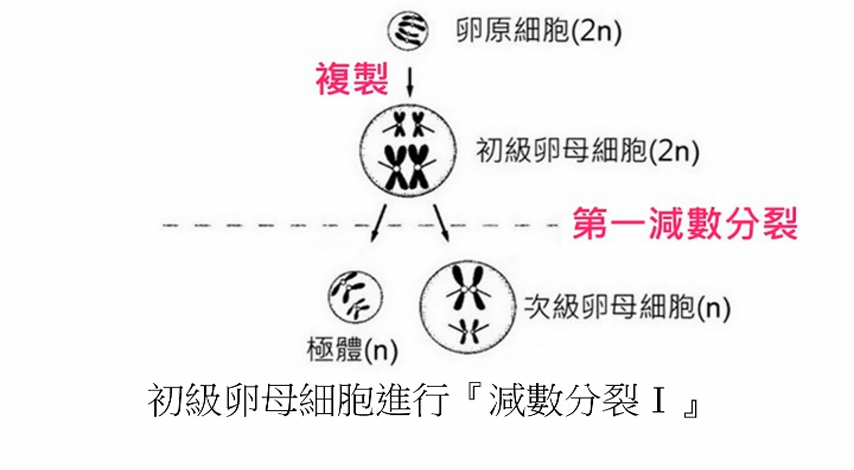 卵原細胞(2n)
複製
初級卵母細胞(2n)
第一減數分裂
次級卵母細胞(n)
極體(n)
初級卵母細胞進行『減數分裂Ⅰ』